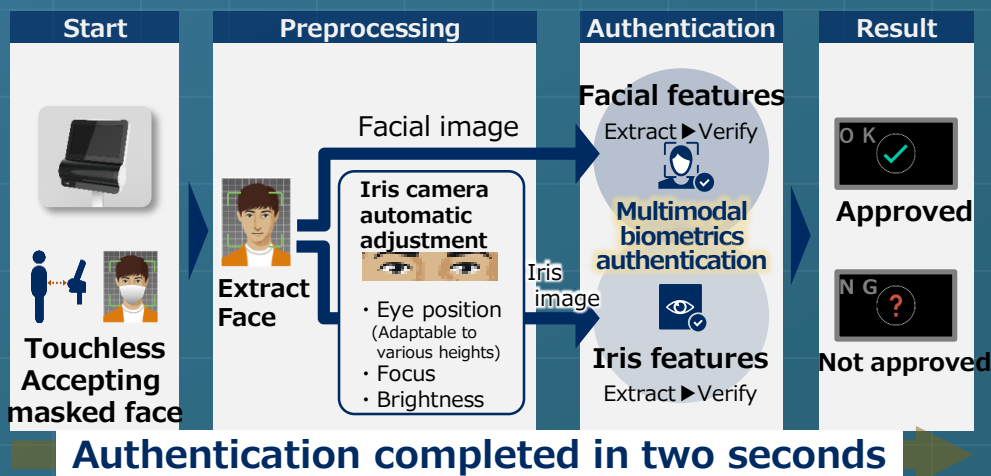 Start
Preprocessing
Authentication
Result
Touchless
Accepting
masked face
Extract
Face
Facial image
Iris camera
automatic
adjustment
・Eye position
(Adaptable to
various heights)
・Focus
・Brightness
Iris
image
Facial features
Extract▶Verify
Multimodal
biometrics
authentication
Iris features
Extract▶Verify
OK
Approved
NG
?
Not approved
Authentication completed in two seconds